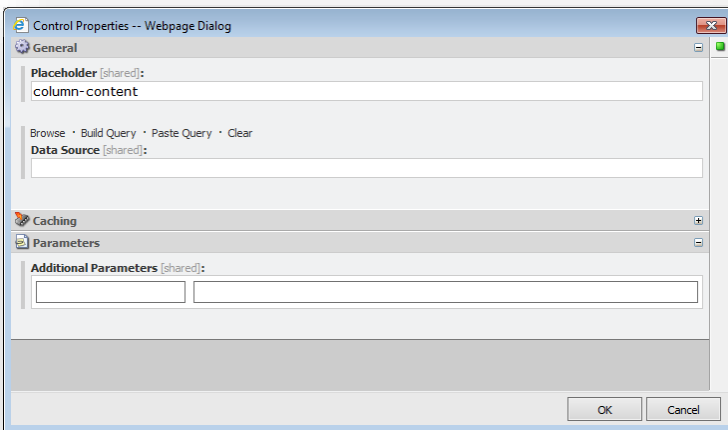 Control Properties -- Webpage Dialog
General
Placeholder [shared]:
column-content
Browse · Build Query · Paste Query · Clear
Data Source [shared]:
Caching
Parameters
Additional Parameters [shared]:
OK Cancel